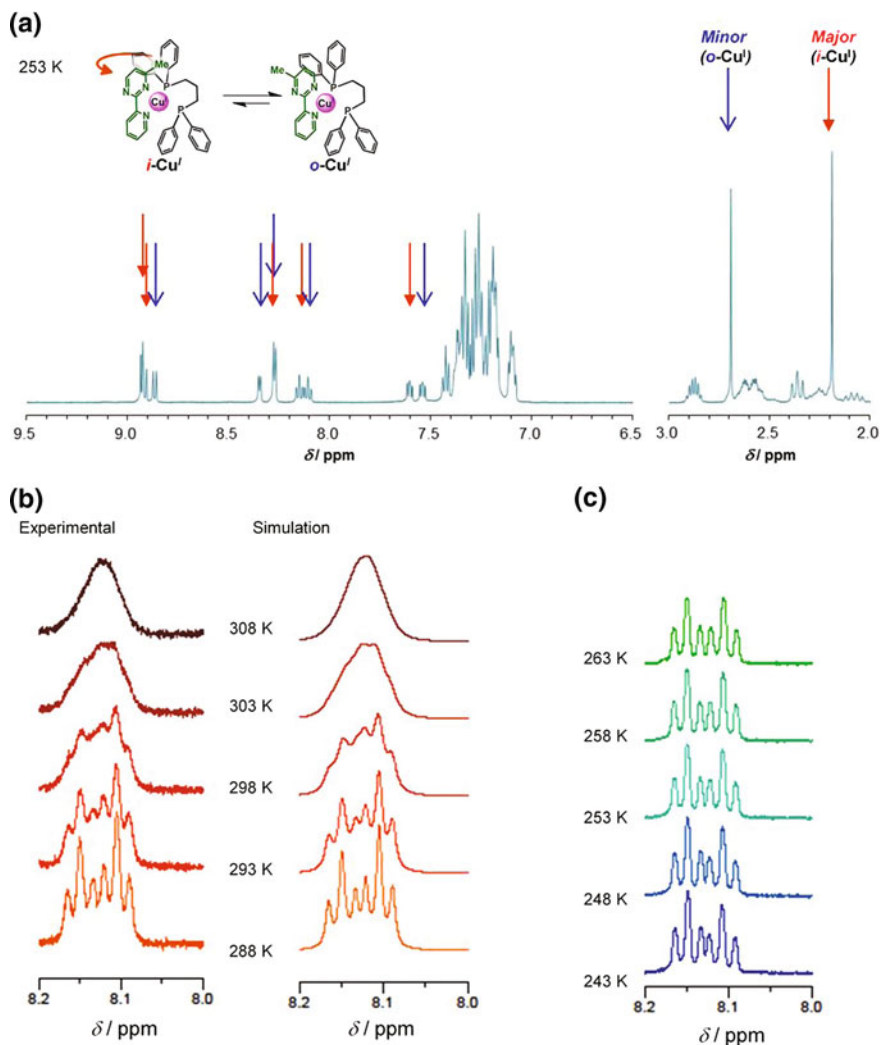 (a)
253 K
Me
N
N
N
Cu
P
P
i-Cu^I
Me
N
N
N
Cu
P
P
o-Cu^I
Minor
(o-Cu^I)
Major
(i-Cu^I)
9.5 9.0 8.5 8.0 7.5 7.0 6.5
δ / ppm
3.0 2.5 2.0
δ / ppm
(b)
Experimental Simulation
308 K
303 K
298 K
293 K
288 K
8.2 8.1 8.0
δ / ppm
8.2 8.1 8.0
δ / ppm
(c)
263 K
258 K
253 K
248 K
243 K
8.2 8.1 8.0
δ / ppm